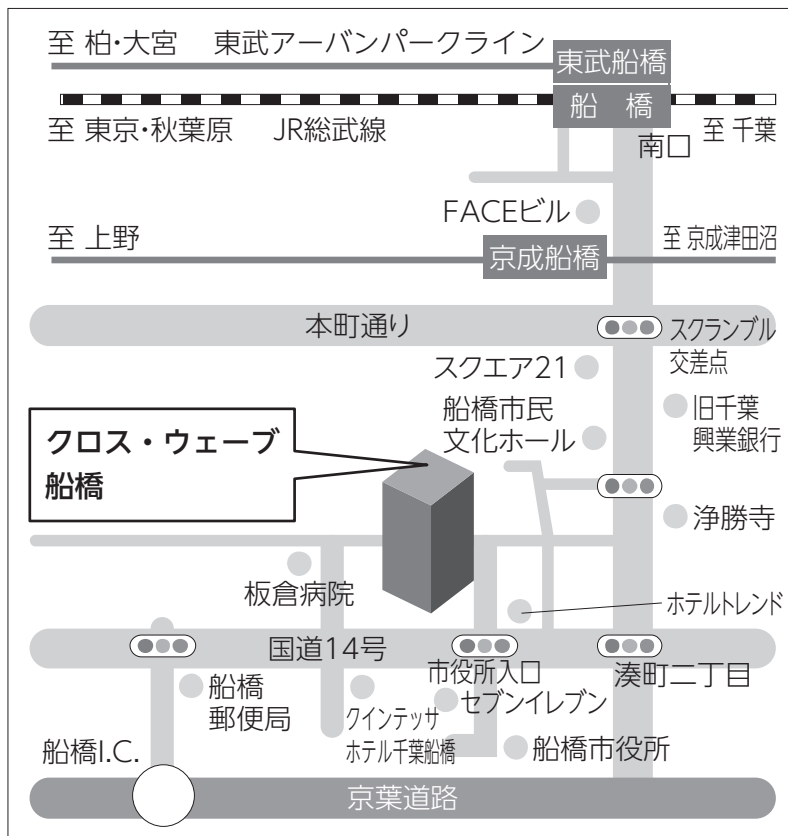 至 柏・大宮 東武アーバンパークライン
東武船橋
船 橋
至 東京・秋葉原 JR総武線
南口
至 千葉
FACEビル
至 上野
京成船橋
至 京成津田沼
本町通り
スクランブル
交差点
スクエア21
船橋市民
文化ホール
旧千葉
興業銀行
クロス・ウェーブ
船橋
浄勝寺
板倉病院
ホテルトレンド
国道14号
市役所入口
湊町二丁目
船橋
郵便局
クインテッサ
ホテル千葉船橋
セブンイレブン
船橋市役所
船橋I.C.
京葉道路